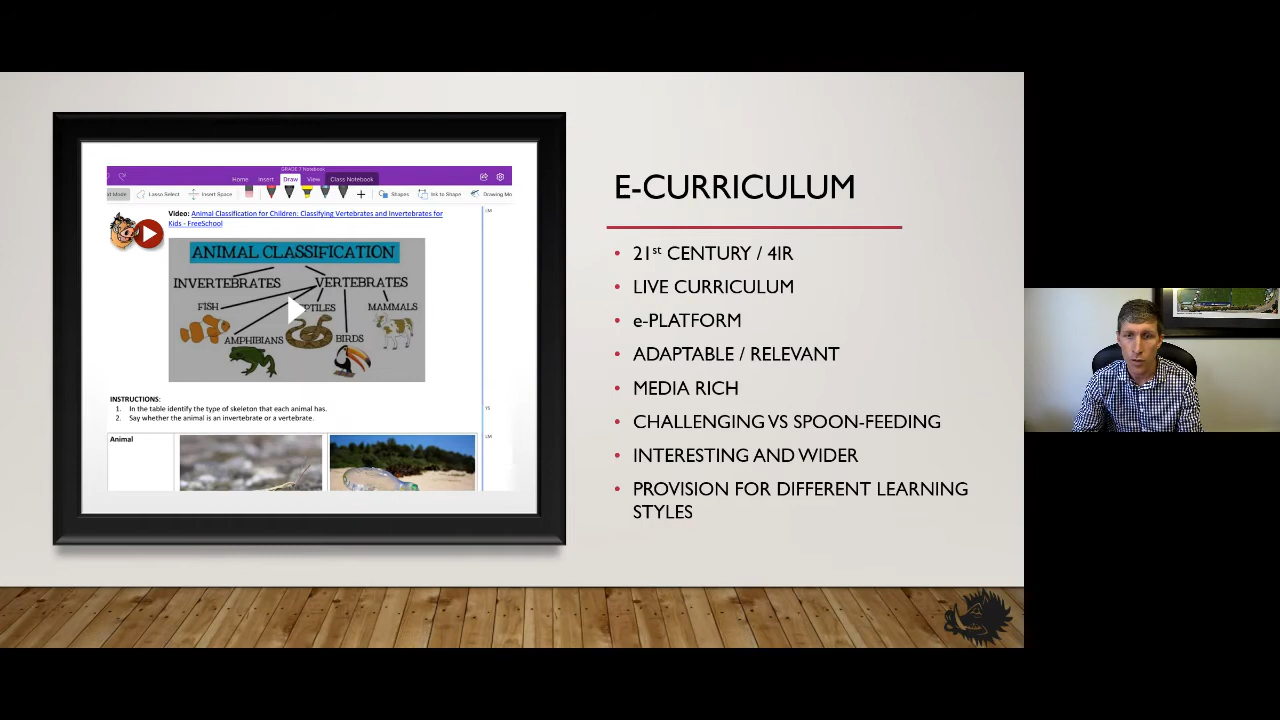 GRADE 7 Notebook
Home Insert Draw View Class Notebook
Lasso Select Insert Space Shapes Ink to Shape Drawing Mo
Video: Animal Classification for Children: Classifying Vertebrates and Invertebrates for
Kids - FreeSchool
ANIMAL CLASSIFICATION
INVERTEBRATES VERTEBRATES
FISH MAMMALS
AMPHIBIANS BIRDS
INSTRUCTIONS:
1. In the table identify the type of skeleton that each animal has.
2. Say whether the animal is an invertebrate or a vertebrate.
Animal
E-CURRICULUM
• 21st CENTURY / 4IR
• LIVE CURRICULUM
• e-PLATFORM
• ADAPTABLE / RELEVANT
• MEDIA RICH
• CHALLENGING VS SPOON-FEEDING
• INTERESTING AND WIDER
• PROVISION FOR DIFFERENT LEARNING
STYLES